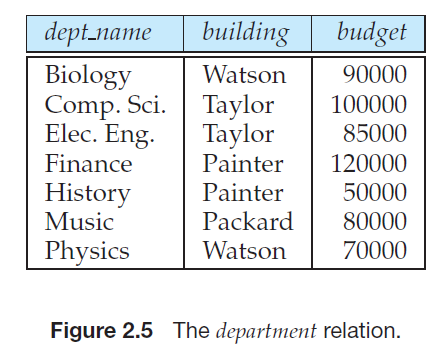 dept_name building budget
Biology Watson 90000
Comp. Sci. Taylor 100000
Elec. Eng. Taylor 85000
Finance Painter 120000
History Painter 50000
Music Packard 80000
Physics Watson 70000
Figure 2.5 The department relation.